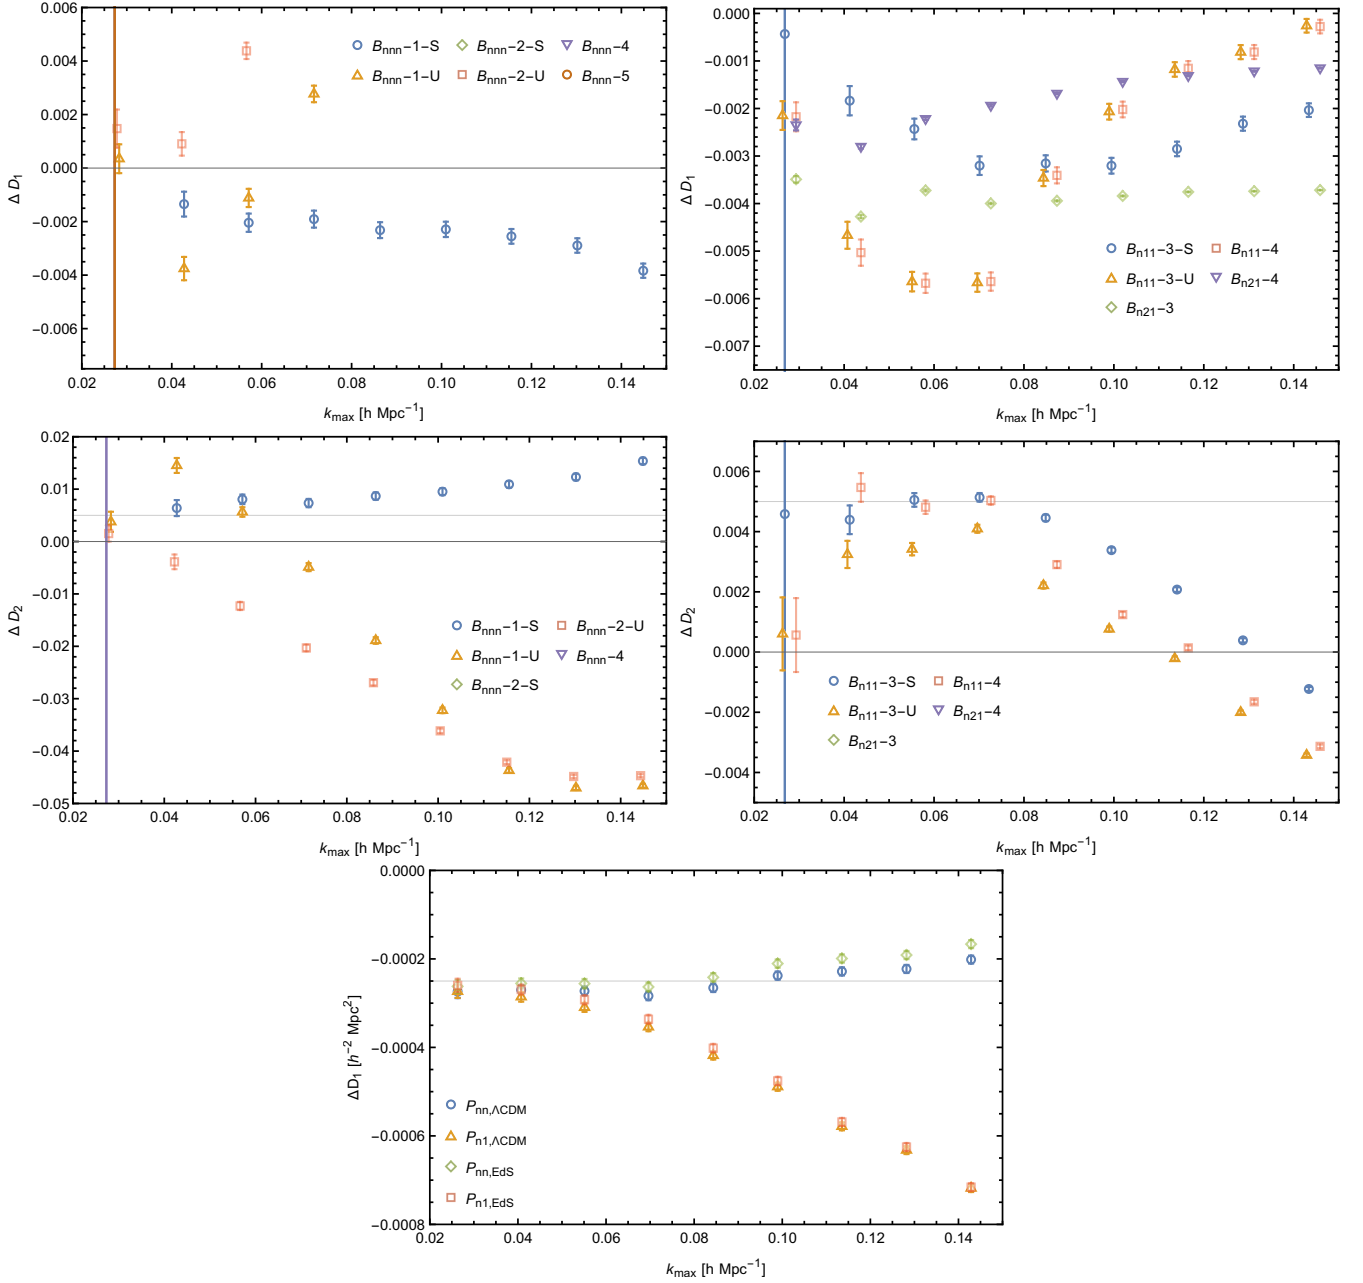 0.006
0.004
0.002
0.000
−0.002
−0.004
−0.006
Δ D₁
0.02 0.04 0.06 0.08 0.10 0.12 0.14
k_max [h Mpc⁻¹]
B_nnn−1−S B_nnn−2−S B_nnn−4
B_nnn−1−U B_nnn−2−U B_nnn−5
0.000
−0.001
−0.002
−0.003
−0.004
−0.005
−0.006
−0.007
Δ D₁
0.02 0.04 0.06 0.08 0.10 0.12 0.14
k_max [h Mpc⁻¹]
B_n11−3−S B_n11−4
B_n11−3−U B_n21−4
B_n21−3
0.02
0.01
0.00
−0.01
−0.02
−0.03
−0.04
−0.05
Δ D₂
0.02 0.04 0.06 0.08 0.10 0.12 0.14
k_max [h Mpc⁻¹]
B_nnn−1−S B_nnn−2−U
B_nnn−1−U B_nnn−4
B_nnn−2−S
0.006
0.004
0.002
0.000
−0.002
−0.004
Δ D₂
0.02 0.04 0.06 0.08 0.10 0.12 0.14
k_max [h Mpc⁻¹]
B_n11−3−S B_n11−4
B_n11−3−U B_n21−4
B_n21−3
0.0000
−0.0002
−0.0004
−0.0006
−0.0008
ΔD₁ [h⁻² Mpc²]
0.02 0.04 0.06 0.08 0.10 0.12 0.14
k_max [h Mpc⁻¹]
P_nn,ΛCDM
P_n1,ΛCDM
P_nn,EdS
P_n1,EdS